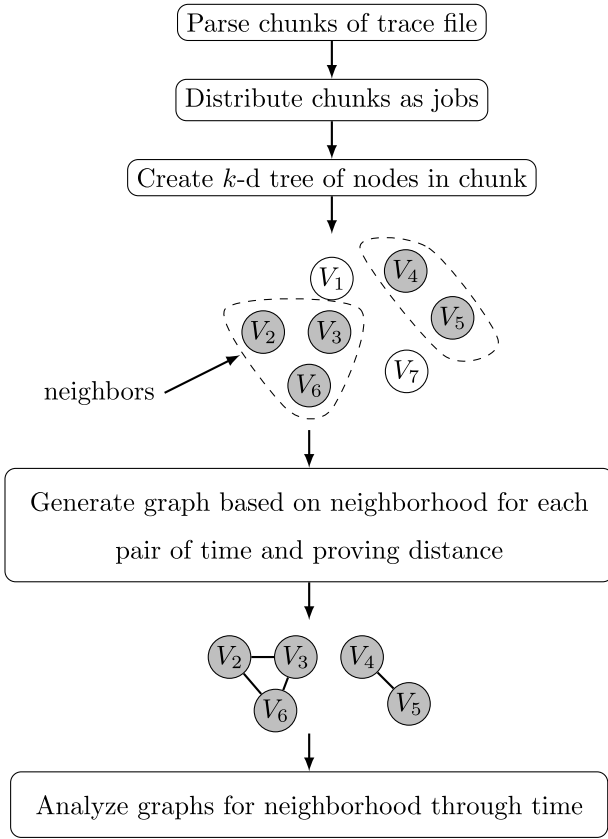 Parse chunks of trace file
Distribute chunks as jobs
Create k-d tree of nodes in chunk
V1
V4
V2
V3
V5
V6
V7
neighbors
Generate graph based on neighborhood for each
pair of time and proving distance
V2
V3
V4
V6
V5
Analyze graphs for neighborhood through time